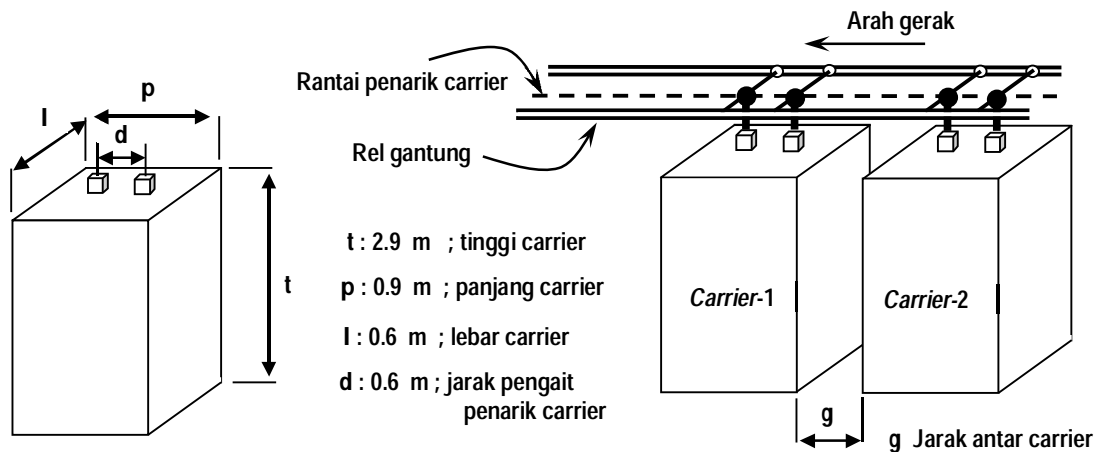 Arah gerak
Rantai penarik carrier
Rel gantung
l
p
d
t
t : 2.9 m ; tinggi carrier
p : 0.9 m ; panjang carrier
l : 0.6 m ; lebar carrier
d : 0.6 m ; jarak pengait
penarik carrier
Carrier-1
Carrier-2
g
g Jarak antar carrier